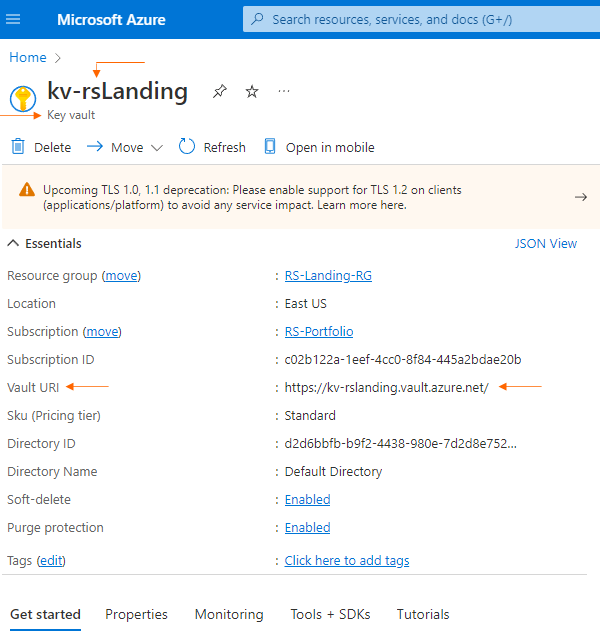 Microsoft Azure
Search resources, services, and docs (G+/)
Home
kv-rsLanding
Key vault
Delete Move Refresh Open in mobile
Upcoming TLS 1.0, 1.1 deprecation: Please enable support for TLS 1.2 on clients
(applications/platform) to avoid any service impact. Learn more here.
Essentials JSON View
Resource group (move) : RS-Landing-RG
Location : East US
Subscription (move) : RS-Portfolio
Subscription ID : c02b122a-1eef-4cc0-8f84-445a2bdae20b
Vault URI : https://kv-rslanding.vault.azure.net/
Sku (Pricing tier) : Standard
Directory ID : d2d6bbfb-b9f2-4438-980e-7d2d8e752...
Directory Name : Default Directory
Soft-delete : Enabled
Purge protection : Enabled
Tags (edit) : Click here to add tags
Get started Properties Monitoring Tools + SDKs Tutorials